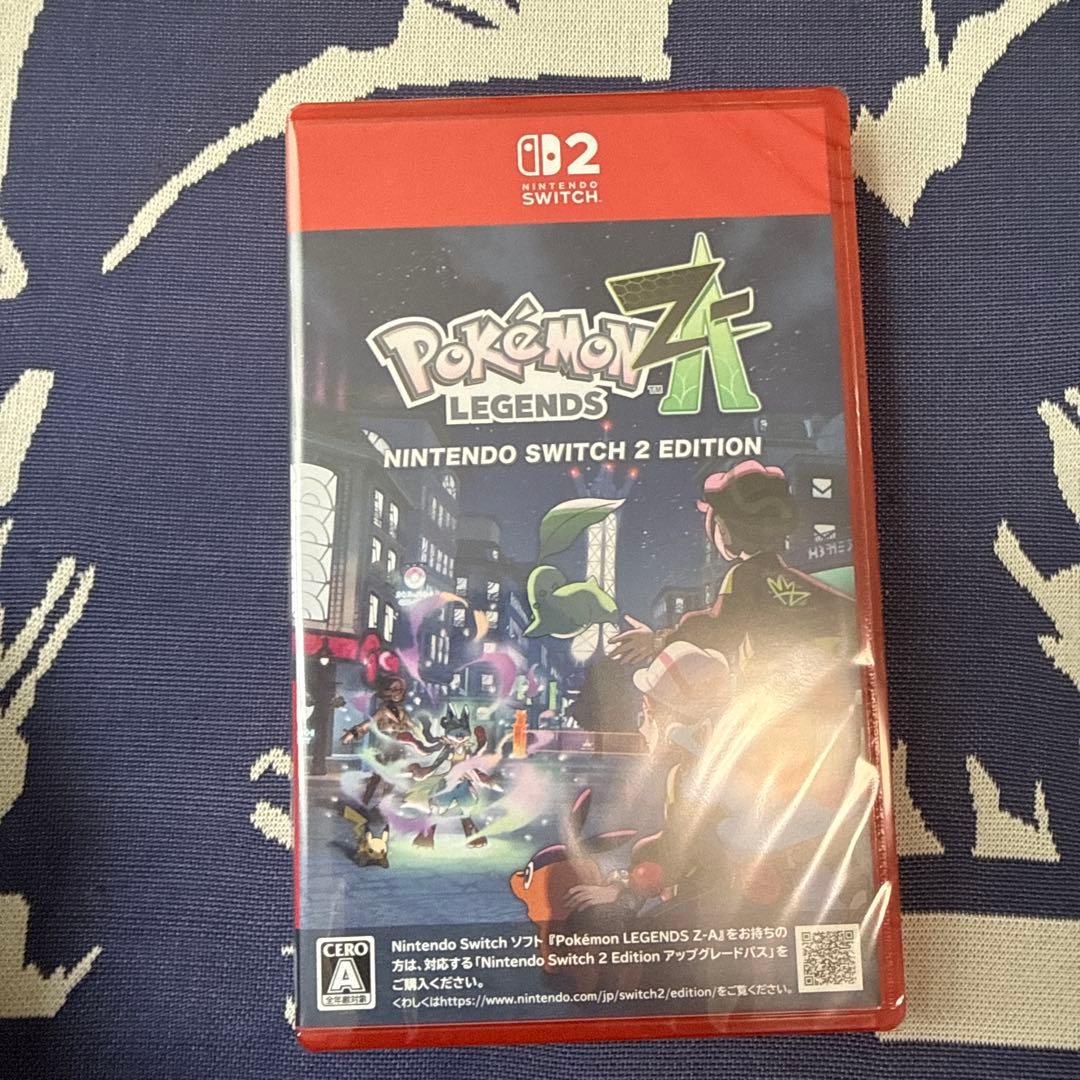 2
NINTENDO
SWITCH™
POKÉMON™
LEGENDS
ZA
NINTENDO SWITCH 2 EDITION
CERO
A
全年齢対象
Nintendo Switch ソフト『Pokémon LEGENDS Z-A』をお持ちの
方は、対応する「Nintendo Switch 2 Edition アップグレードパス」を
ご購入ください。
くわしくはhttps://www.nintendo.com/jp/switch2/edition/をご覧ください。